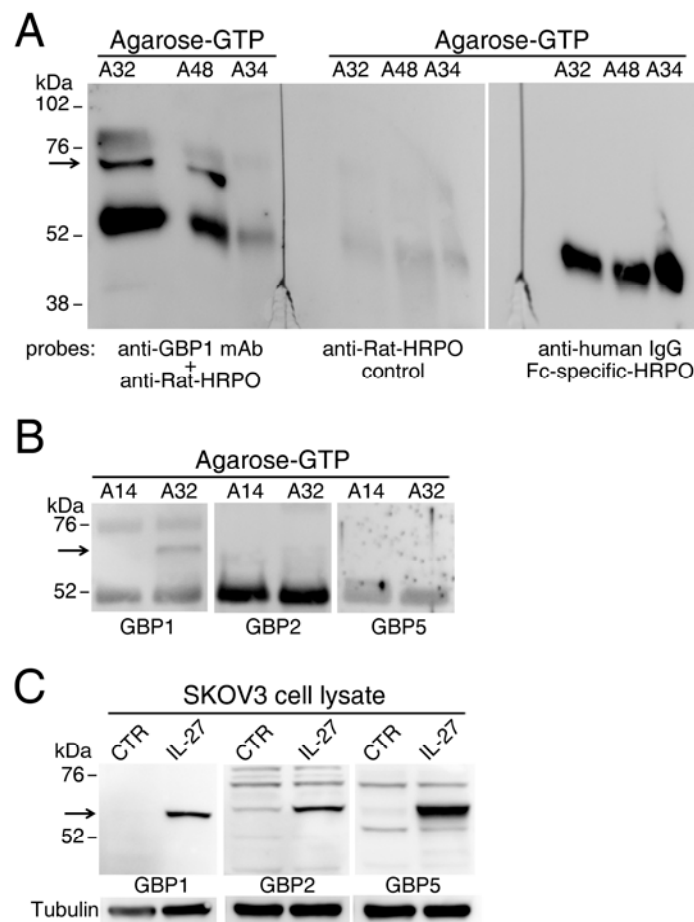 A
Agarose-GTP Agarose-GTP
kDa A32 A48 A34 A32 A48 A34 A32 A48 A34
102
76
52
38
probes: anti-GBP1 mAb + anti-Rat-HRPO
anti-Rat-HRPO control
anti-human IgG Fc-specific-HRPO
B
Agarose-GTP
kDa A14 A32 A14 A32 A14 A32
76
52
GBP1 GBP2 GBP5
C
SKOV3 cell lysate
kDa CTR IL-27 CTR IL-27 CTR IL-27
76
52
GBP1 GBP2 GBP5
Tubulin